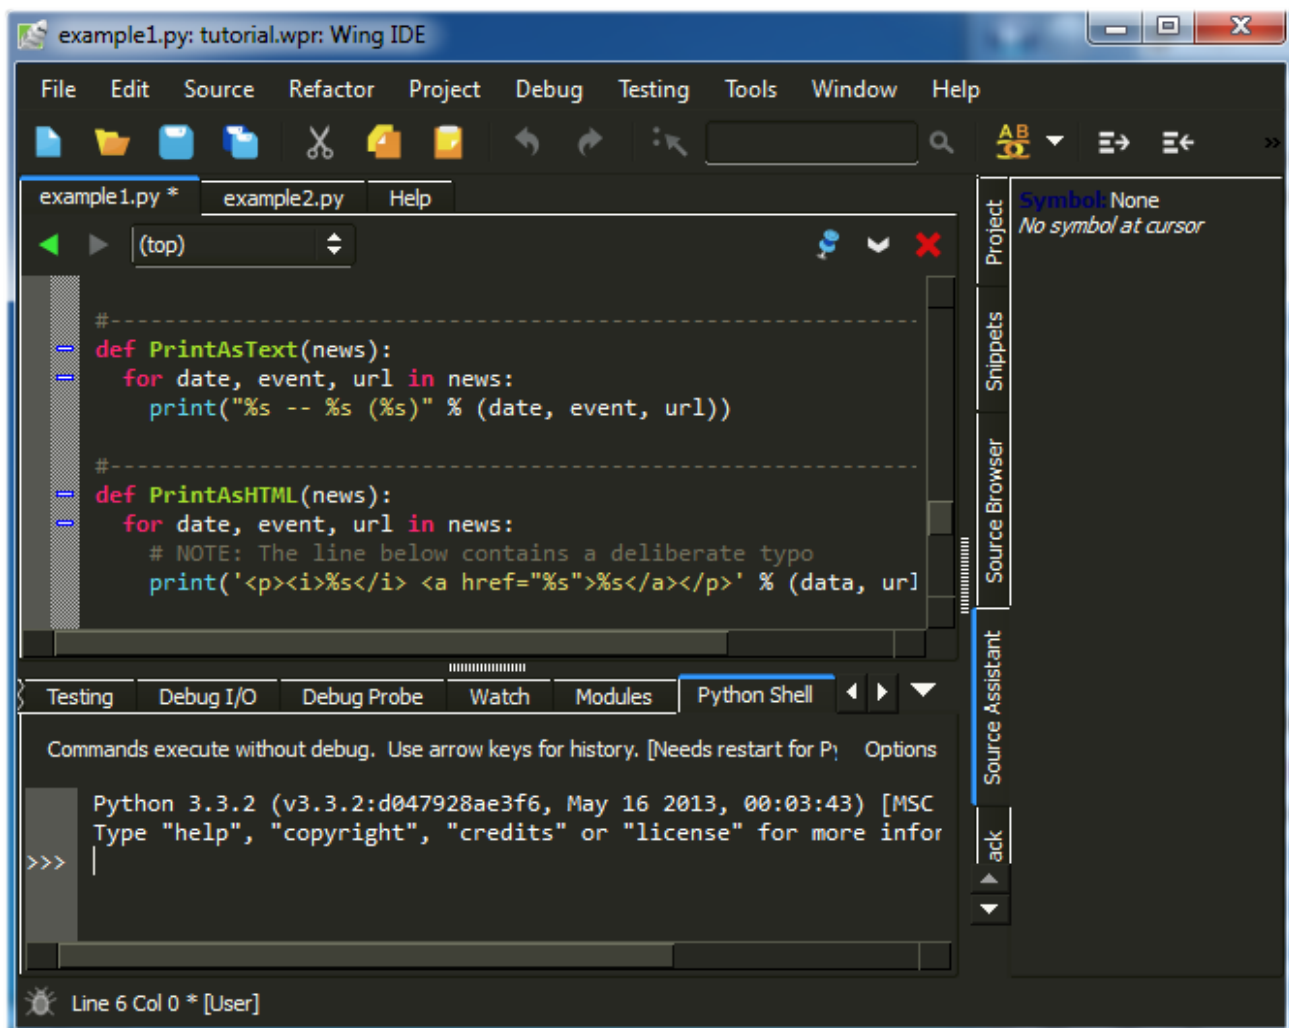 example1.py: tutorial.wpr: Wing IDE
File Edit Source Refactor Project Debug Testing Tools Window Help
AB
example1.py * example2.py Help
(top)
#-------------------------------------------------------------
def PrintAsText(news):
for date, event, url in news:
print("%s -- %s (%s)" % (date, event, url))
#-------------------------------------------------------------
def PrintAsHTML(news):
for date, event, url in news:
# NOTE: The line below contains a deliberate typo
print('<p><i>%s</i> <a href="%s">%s</a></p>' % (data, url
Testing Debug I/O Debug Probe Watch Modules Python Shell
Commands execute without debug. Use arrow keys for history. [Needs restart for Py Options
Python 3.3.2 (v3.3.2:d047928ae3f6, May 16 2013, 00:03:43) [MSC
Type "help", "copyright", "credits" or "license" for more infor
>>>
Project
Snippets
Source Browser
Source Assistant
ack
Symbol: None
No symbol at cursor
Line 6 Col 0 * [User]